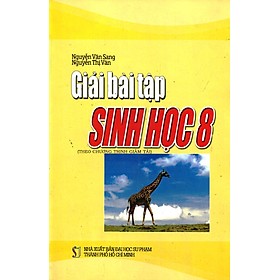 Nguyễn Văn Sang
Nguyễn Thị Vân
Giải bài tập
SINH HỌC 8
(THEO CHƯƠNG TRÌNH GIẢM TẢI)
NHÀ XUẤT BẢN ĐẠI HỌC SƯ PHẠM
THÀNH PHỐ HỒ CHÍ MINH